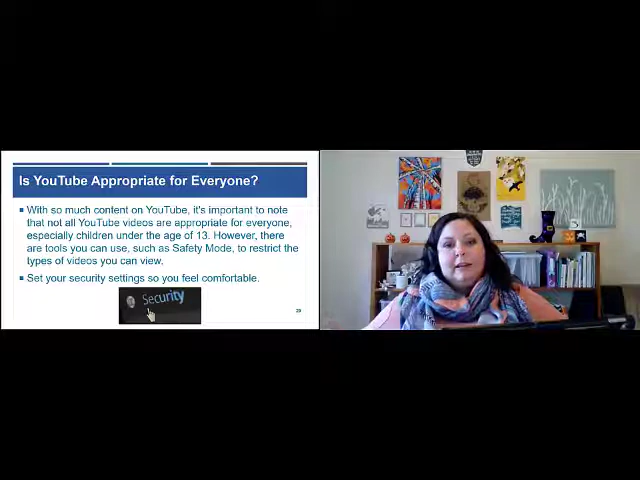 Is YouTube Appropriate for Everyone?
With so much content on YouTube, it's important to note
that not all YouTube videos are appropriate for everyone,
especially children under the age of 13. However, there
are tools you can use, such as Safety Mode, to restrict the
types of videos you can view.
Set your security settings so you feel comfortable.
Security